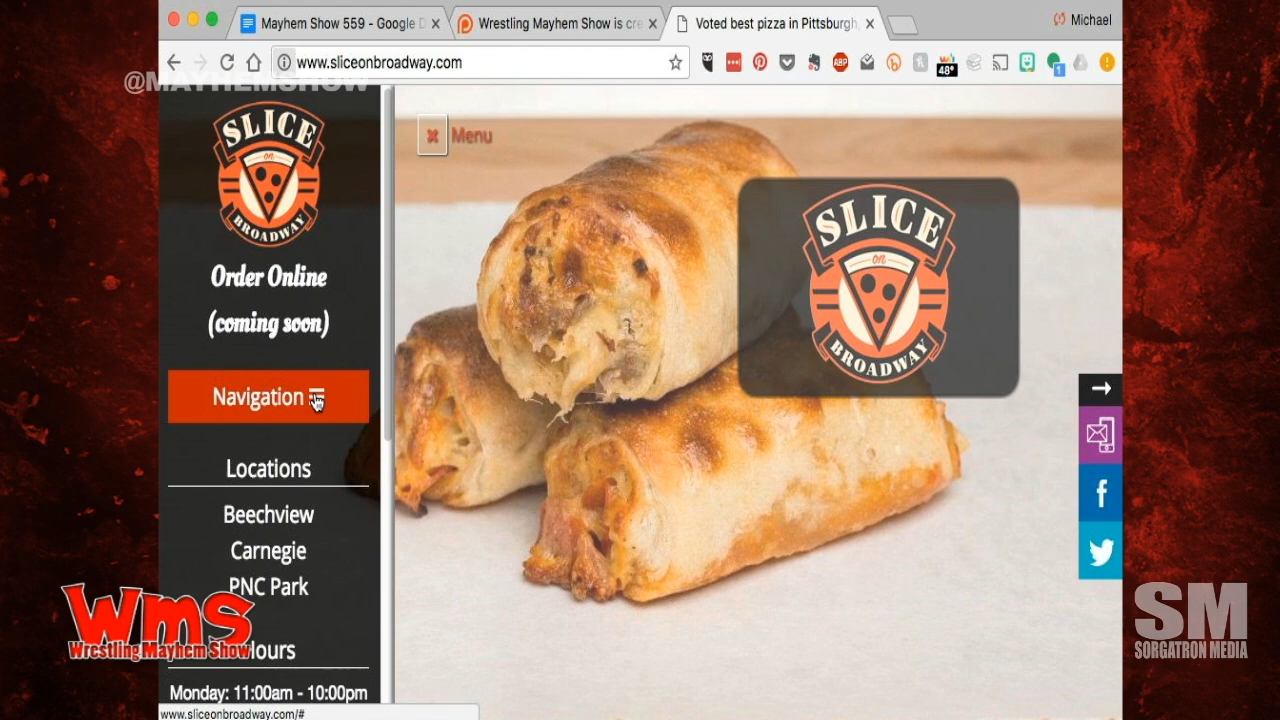 Mayhem Show 559 - Google D
Wrestling Mayhem Show is cre
Voted best pizza in Pittsburgh,
Michael
www.sliceonbroadway.com
48°
1
@MAYHEMSHOW
SLICE
on
BROADWAY
Order Online
(coming soon)
Navigation
Locations
Beechview
Carnegie
PNC Park
Hours
Monday: 11:00am - 10:00pm
www.sliceonbroadway.com/#
Menu
SLICE
on
BROADWAY
WMS
Wrestling Mayhem Show
SM
SORGATRON MEDIA